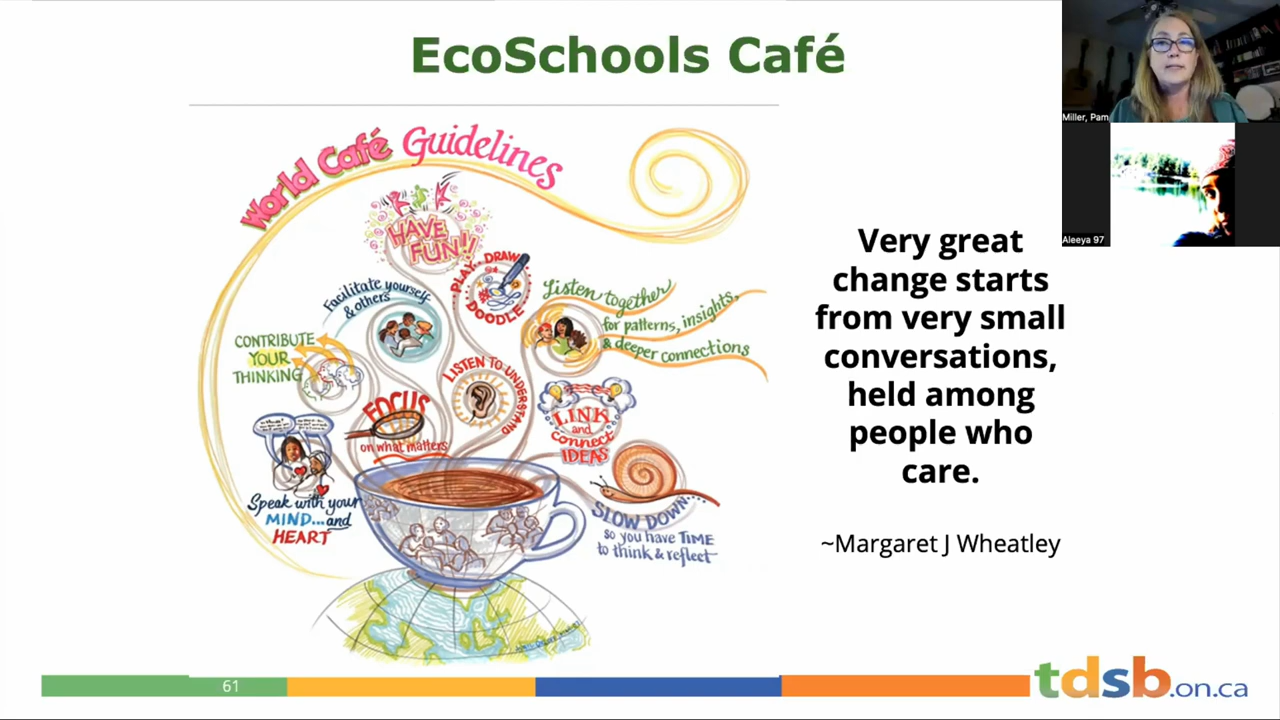 EcoSchools Café
World Café Guidelines
HAVE
FUN!!
PLAY.. DRAW..
DOODLE
Facilitate yourself
& others
Listen together
for patterns, insights,
& deeper connections
CONTRIBUTE
YOUR
THINKING
LISTEN TO UNDERSTAND
FOCUS
on what matters
LINK
and
Connect
IDEAS
Speak with your
MIND...and
HEART
SLOW DOWN...
so you have TIME
to think & reflect
Very great
change starts
from very small
conversations,
held among
people who
care.
~Margaret J Wheatley
Miller, Pam
Aleeya 97
61
tdsb.on.ca